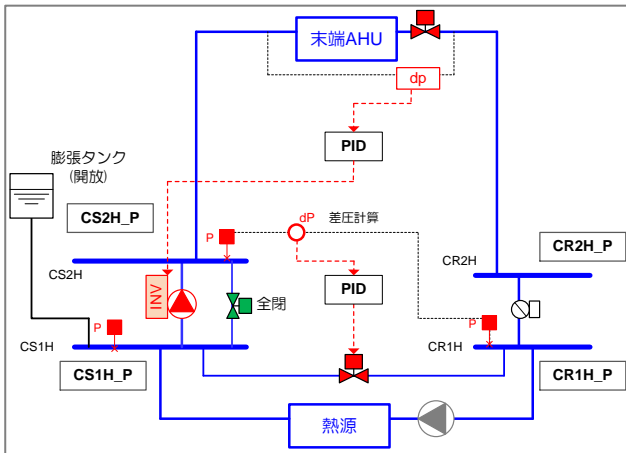 末端AHU
dp
PID
膨張タンク
(開放)
CS2H_P
P
dP
差圧計算
CR2H_P
CS2H
CR2H
INV
全閉
PID
P
P
CS1H
CR1H
CS1H_P
CR1H_P
熱源